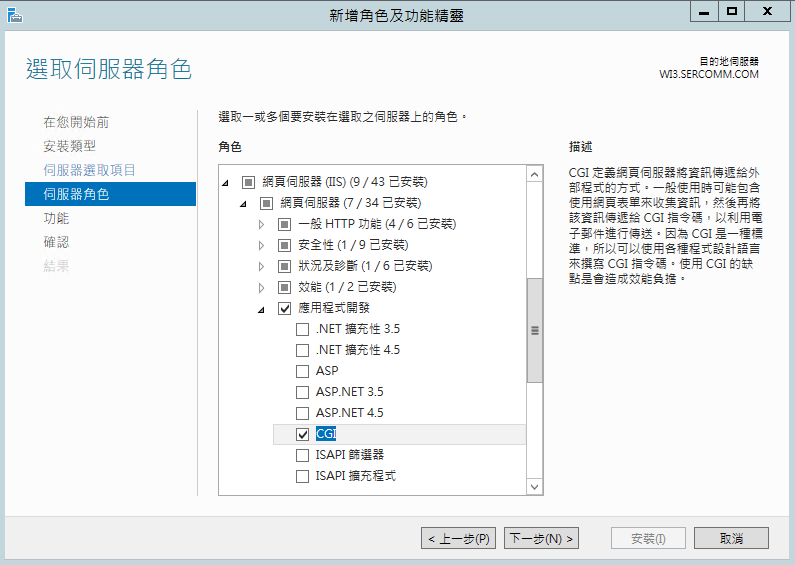 新增角色及功能精靈
選取伺服器角色
目的地伺服器
WI3.SERCOMM.COM
在您開始前
安裝類型
伺服器選取項目
伺服器角色
功能
確認
結果
選取一或多個要安裝在選取之伺服器上的角色。
角色
網頁伺服器 (IIS) (9 / 43 已安裝)
網頁伺服器 (7 / 34 已安裝)
一般 HTTP 功能 (4 / 6 已安裝)
安全性 (1 / 9 已安裝)
狀況及診斷 (1 / 6 已安裝)
效能 (1 / 2 已安裝)
應用程式開發
.NET 擴充性 3.5
.NET 擴充性 4.5
ASP
ASP.NET 3.5
ASP.NET 4.5
CGI
ISAPI 篩選器
ISAPI 擴充程式
描述
CGI 定義網頁伺服器將資訊傳遞給外
部程式的方式。一般使用時可能包含
使用網頁表單來收集資訊，然後再將
該資訊傳遞給 CGI 指令碼，以利用電
子郵件進行傳送。因為 CGI 是一種標
準，所以可以使用各種程式設計語言
來撰寫 CGI 指令碼。使用 CGI 的缺
點是會造成效能負擔。
< 上一步(P)
下一步(N) >
安裝(I)
取消